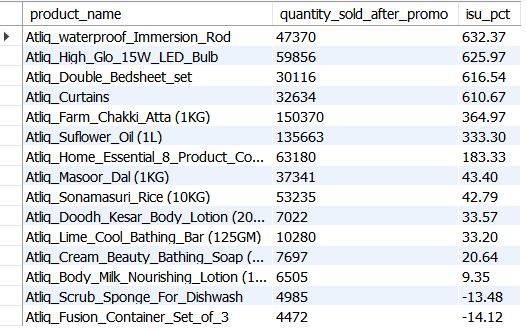 product_name quantity_sold_after_promo isu_pct
Atliq_waterproof_Immersion_Rod 47370 632.37
Atliq_High_Glo_15W_LED_Bulb 59856 625.97
Atliq_Double_Bedsheet_set 30116 616.54
Atliq_Curtains 32634 610.67
Atliq_Farm_Chakki_Atta (1KG) 150370 364.97
Atliq_Suflower_Oil (1L) 135663 333.30
Atliq_Home_Essential_8_Product_Co... 63180 183.33
Atliq_Masoor_Dal (1KG) 37341 43.40
Atliq_Sonamasuri_Rice (10KG) 53235 42.79
Atliq_Doodh_Kesar_Body_Lotion (20... 7022 33.57
Atliq_Lime_Cool_Bathing_Bar (125GM) 10280 33.20
Atliq_Cream_Beauty_Bathing_Soap (... 7697 20.64
Atliq_Body_Milk_Nourishing_Lotion (1... 6505 9.35
Atliq_Scrub_Sponge_For_Dishwash 4985 -13.48
Atliq_Fusion_Container_Set_of_3 4472 -14.12